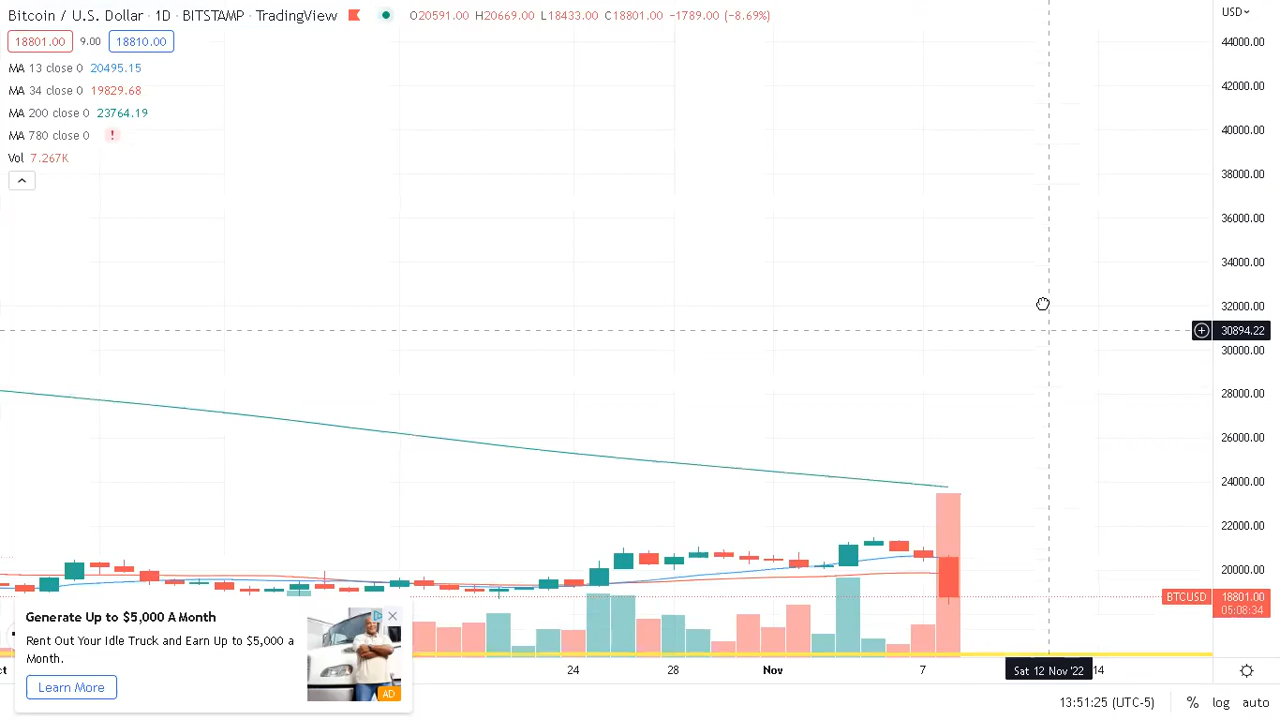 Bitcoin / U.S. Dollar · 1D · BITSTAMP · TradingView O20591.00 H20669.00 L18433.00 C18801.00 −1789.00 (−8.69%)
USD
18801.00 9.00 18810.00
MA 13 close 0 20495.15
MA 34 close 0 19829.68
MA 200 close 0 23764.19
MA 780 close 0 !
Vol 7.267K
44000.00
42000.00
40000.00
38000.00
36000.00
34000.00
32000.00
30894.22
30000.00
28000.00
26000.00
24000.00
22000.00
20000.00
BTCUSD 18801.00
05:08:34
Generate Up to $5,000 A Month
Rent Out Your Idle Truck and Earn Up to $5,000 a
Month.
Learn More
AD
24 28 Nov 7 Sat 12 Nov '22 14
13:51:25 (UTC-5) % log auto